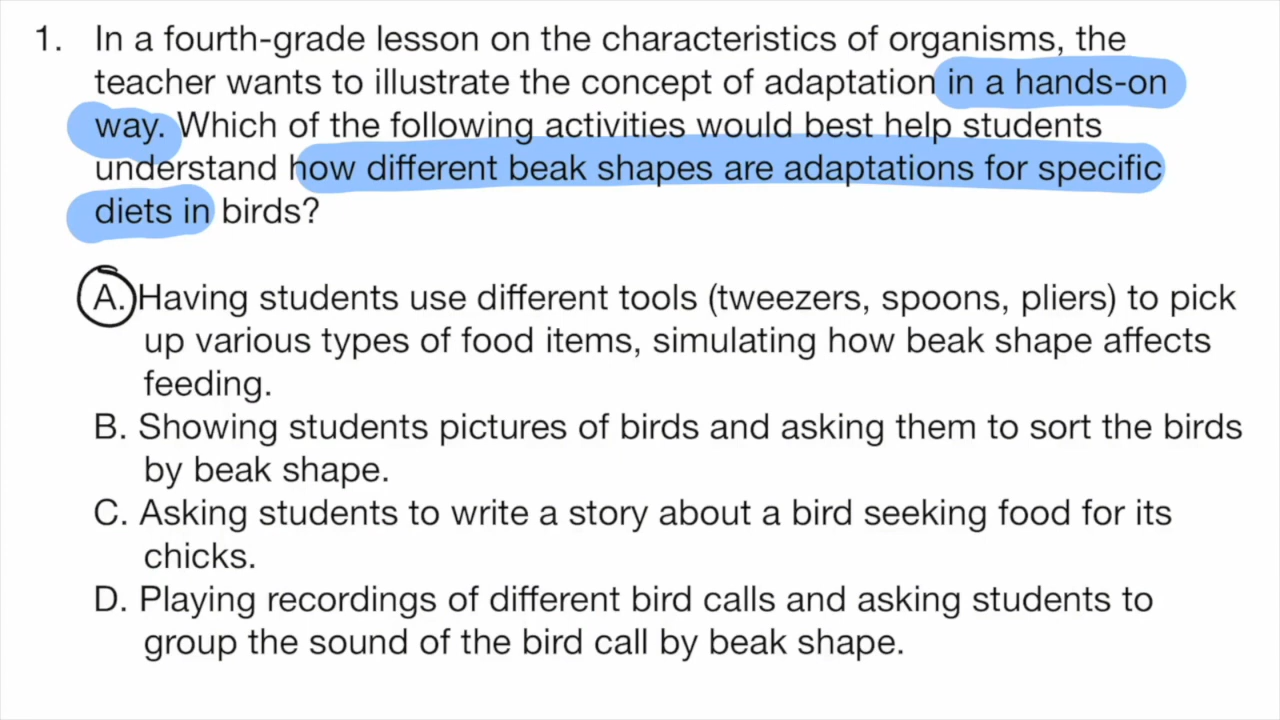 1. In a fourth-grade lesson on the characteristics of organisms, the
teacher wants to illustrate the concept of adaptation in a hands-on
way. Which of the following activities would best help students
understand how different beak shapes are adaptations for specific
diets in birds?
A. Having students use different tools (tweezers, spoons, pliers) to pick
up various types of food items, simulating how beak shape affects
feeding.
B. Showing students pictures of birds and asking them to sort the birds
by beak shape.
C. Asking students to write a story about a bird seeking food for its
chicks.
D. Playing recordings of different bird calls and asking students to
group the sound of the bird call by beak shape.